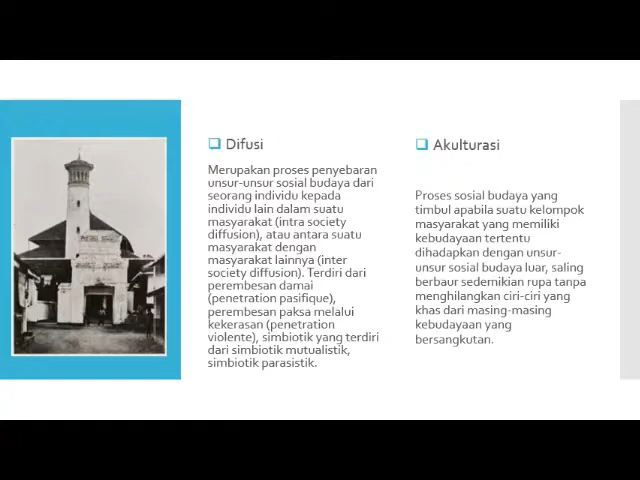 Difusi
Merupakan proses penyebaran
unsur-unsur sosial budaya dari
seorang individu kepada
individu lain dalam suatu
masyarakat (intra society
diffusion), atau antara suatu
masyarakat dengan
masyarakat lainnya (inter
society diffusion). Terdiri dari
perembesan damai
(penetration pasifique),
perembesan paksa melalui
kekerasan (penetration
violente), simbiotik yang terdiri
dari simbiotik mutualistik,
simbiotik parasistik.
Akulturasi
Proses sosial budaya yang
timbul apabila suatu kelompok
masyarakat yang memiliki
kebudayaan tertentu
dihadapkan dengan unsur-
unsur sosial budaya luar, saling
berbaur sedemikian rupa tanpa
menghilangkan ciri-ciri yang
khas dari masing-masing
kebudayaan yang
bersangkutan.